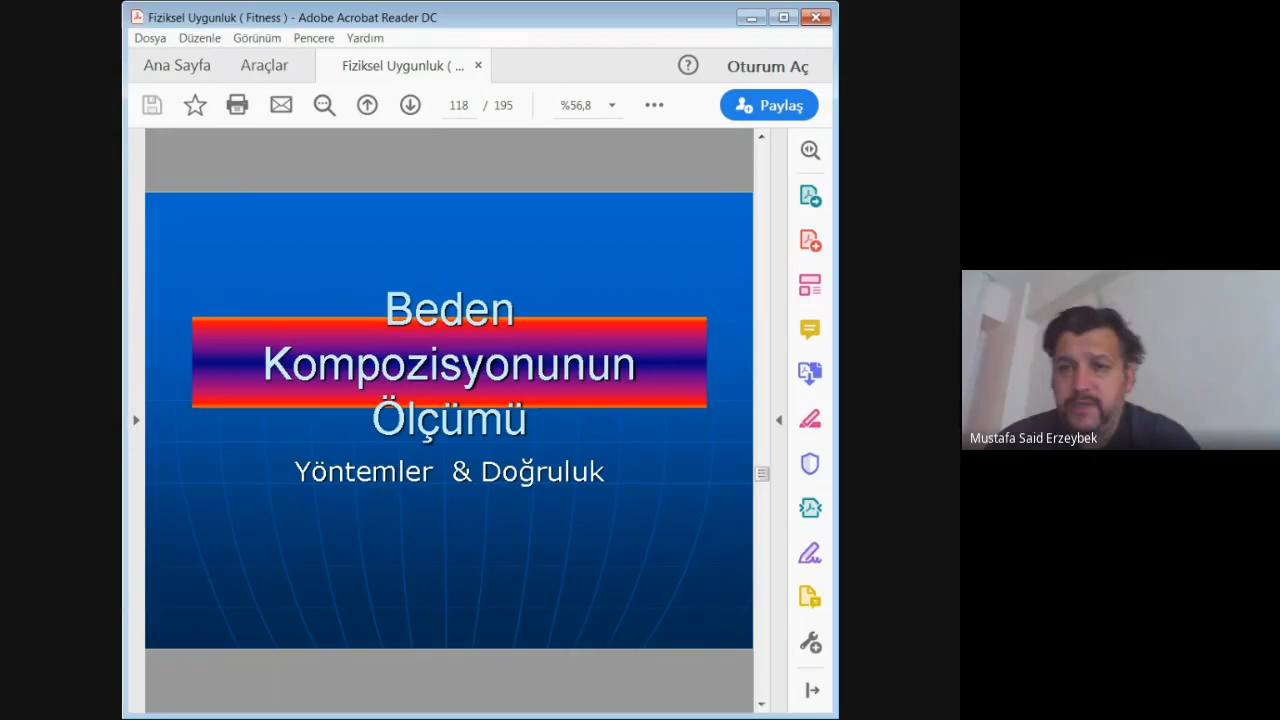 Fiziksel Uygunluk ( Fitness ) - Adobe Acrobat Reader DC
Dosya Düzenle Görünüm Pencere Yardım
Ana Sayfa Araçlar Fiziksel Uygunluk ( ... × ? Oturum Aç
118 / 195 %56,8 ••• Paylaş
Beden
Kompozisyonunun
Ölçümü
Yöntemler & Doğruluk
Mustafa Said Erzeybek